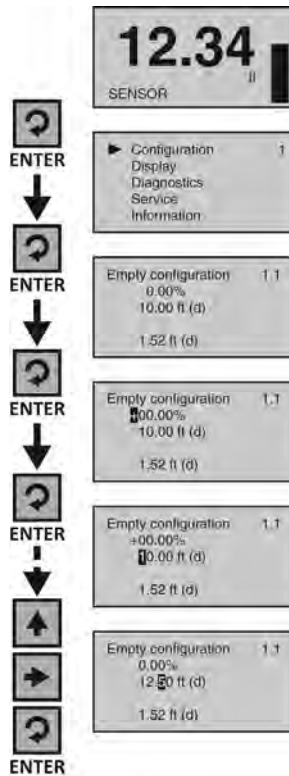 12.34
ft
SENSOR
ENTER
Configuration 1
Display
Diagnostics
Service
Information
ENTER
Empty configuration 1.1
0.00%
10.00 ft (d)
1.52 ft (d)
ENTER
Empty configuration 1.1
+00.00%
10.00 ft (d)
1.52 ft (d)
ENTER
Empty configuration 1.1
+00.00%
10.00 ft (d)
1.52 ft (d)
Empty configuration 1.1
0.00%
12.50 ft (d)
1.52 ft (d)
ENTER